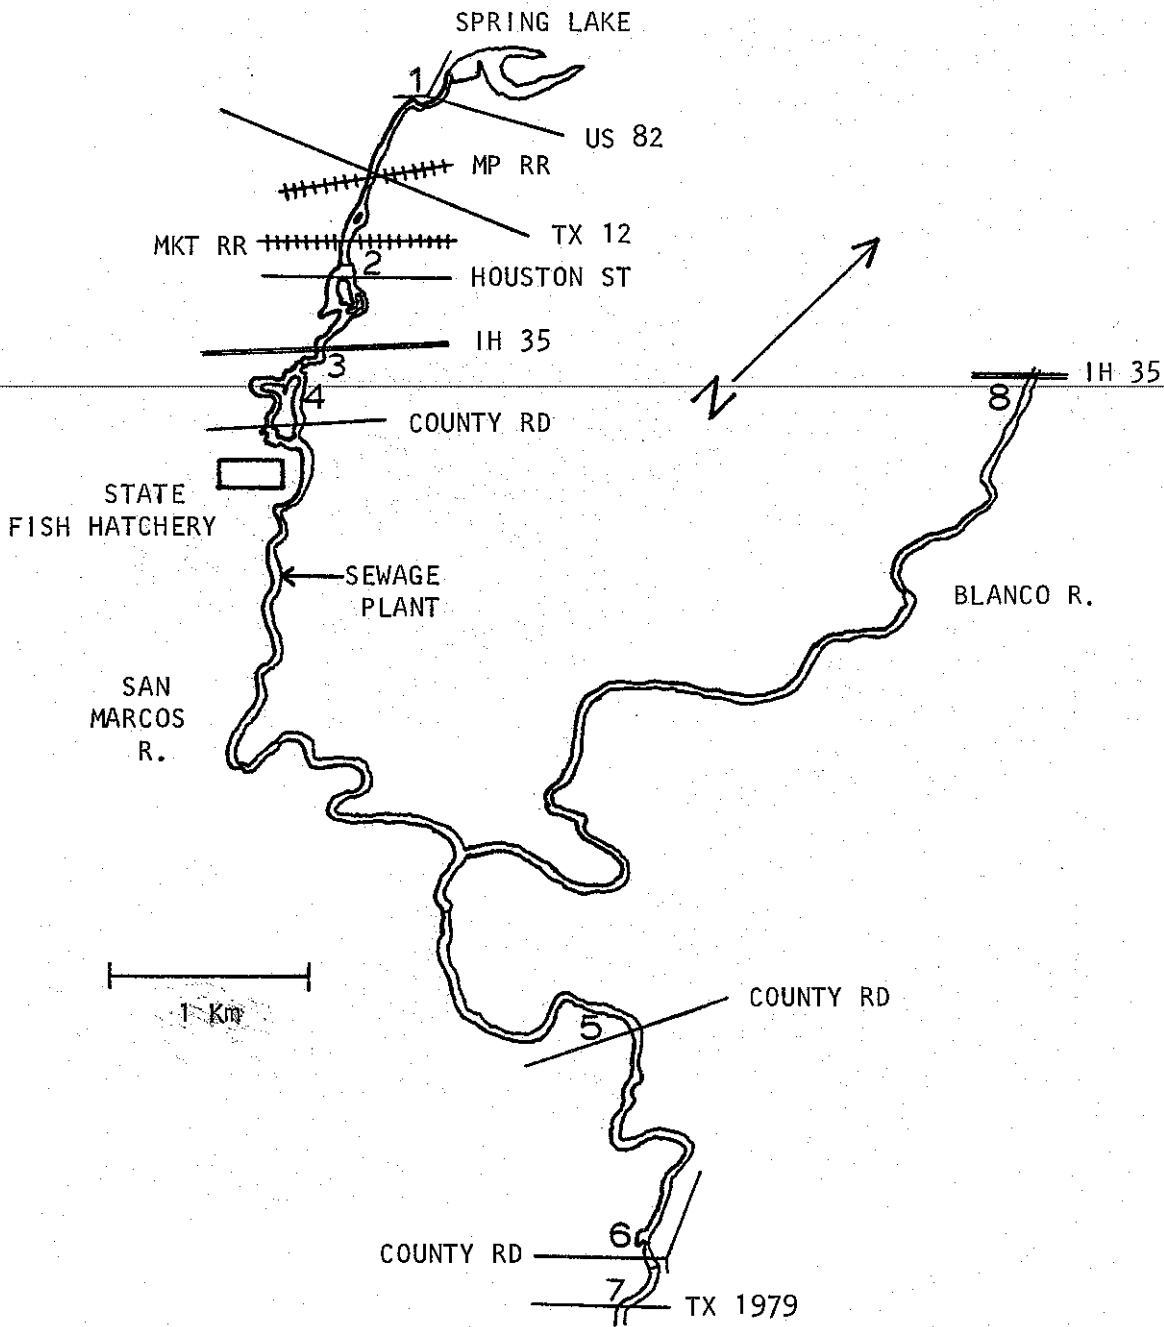 SPRING LAKE
1
US 82
MP RR
TX 12
MKT RR
2
HOUSTON ST
IH 35
3
IH 35
4
8
COUNTY RD
N
STATE
FISH HATCHERY
SEWAGE
PLANT
BLANCO R.
SAN
MARCOS
R.
1 Km
COUNTY RD
5
6
COUNTY RD
7
TX 1979